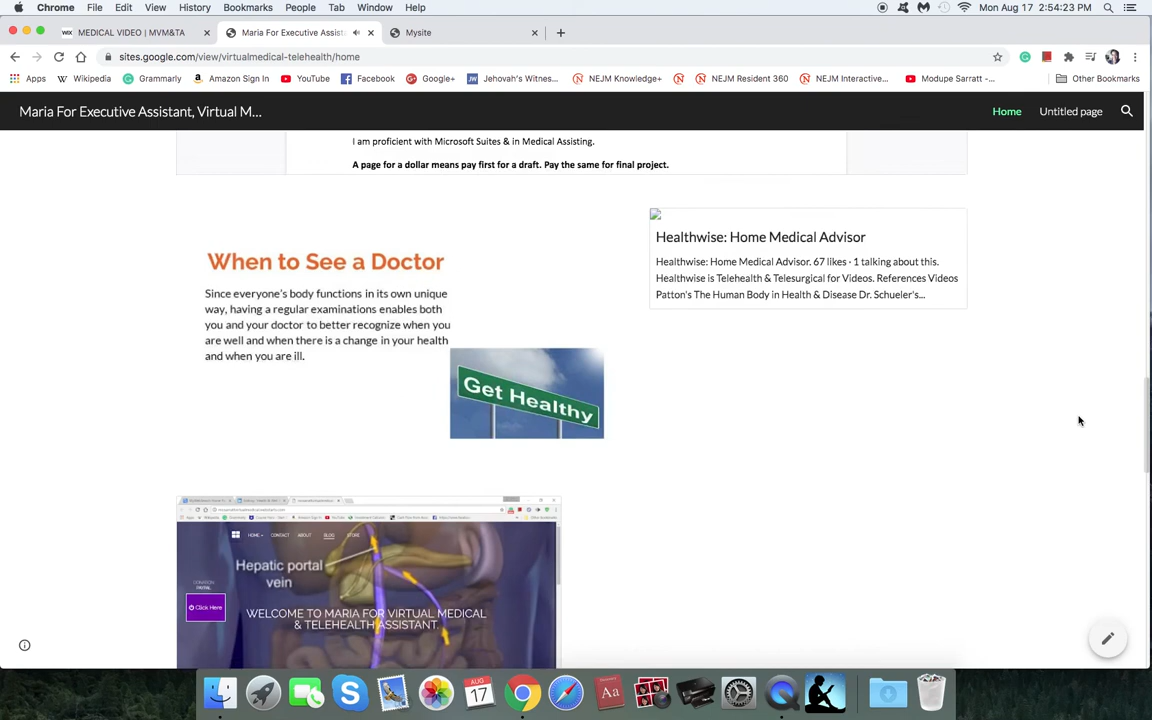 Chrome File Edit View History Bookmarks People Tab Window Help Mon Aug 17 2:54:23 PM
MEDICAL VIDEO | MVM&TA Maria For Executive Assist Mysite
sites.google.com/view/virtualmedical-telehealth/home
Apps Wikipedia Grammarly Amazon Sign In YouTube Facebook Google+ Jehovah's Witnes... NEJM Knowledge+ NEJM Resident 360 NEJM Interactive... Modupe Sarratt -... Other Bookmarks
Maria For Executive Assistant, Virtual M... Home Untitled page
I am proficient with Microsoft Suites & in Medical Assisting.
A page for a dollar means pay first for a draft. Pay the same for final project.
When to See a Doctor
Since everyone's body functions in its own unique
way, having a regular examinations enables both
you and your doctor to better recognize when you
are well and when there is a change in your health
and when you are ill.
Get Healthy
Healthwise: Home Medical Advisor
Healthwise: Home Medical Advisor. 67 likes · 1 talking about this.
Healthwise is Telehealth & Telesurgical for Videos. References Videos
Patton's The Human Body in Health & Disease Dr. Schueler's...
HOME CONTACT ABOUT BLOG STORE
Hepatic portal
vein
DONATION
PAYPAL
Click Here
WELCOME TO MARIA FOR VIRTUAL MEDICAL
& TELEHEALTH ASSISTANT.
AUG
17